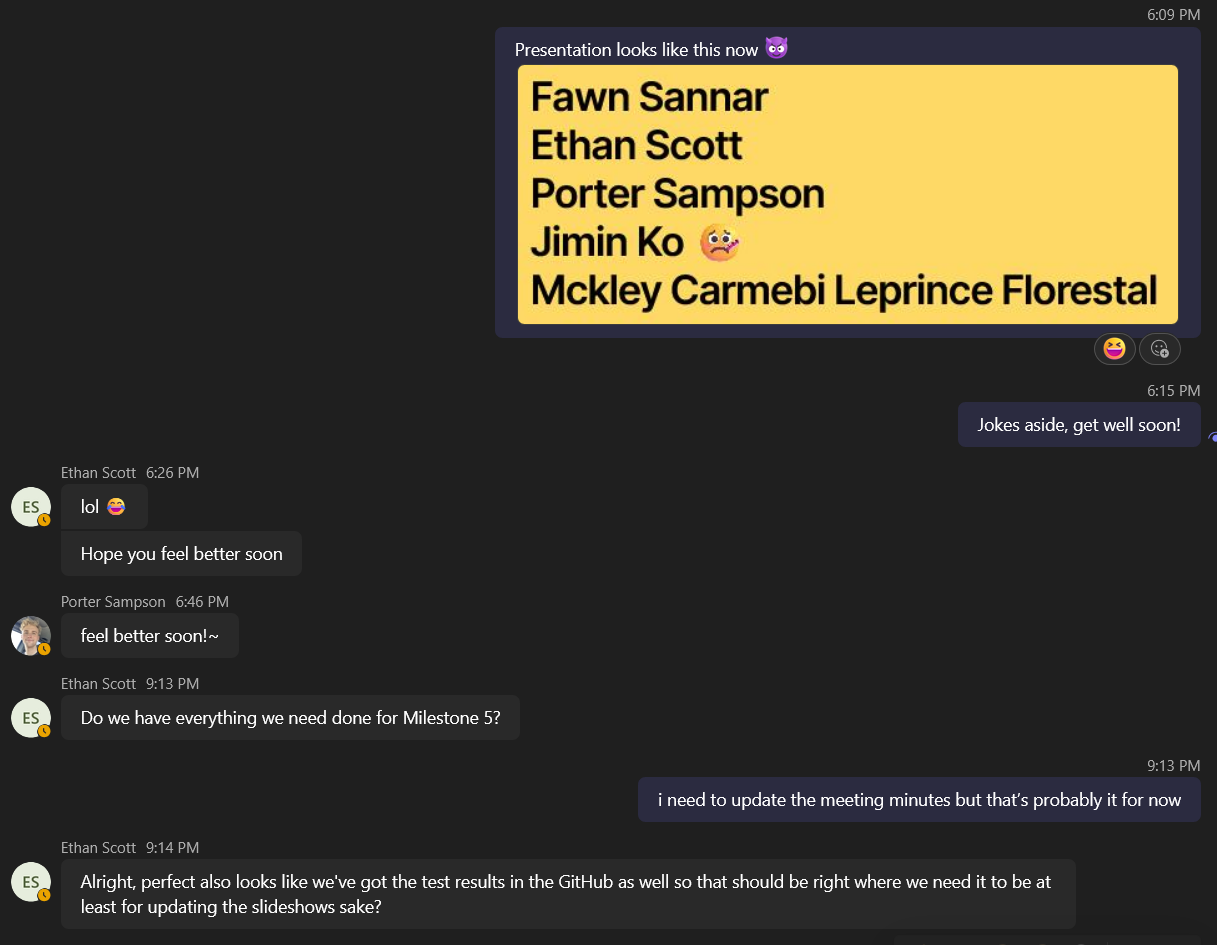 6:09 PM
Presentation looks like this now 😈
Fawn Sannar
Ethan Scott
Porter Sampson
Jimin Ko 🤒
Mckley Carmebi Leprince Florestal
6:15 PM
Jokes aside, get well soon!
Ethan Scott 6:26 PM
ES
lol 😂
Hope you feel better soon
Porter Sampson 6:46 PM
feel better soon!~
Ethan Scott 9:13 PM
ES
Do we have everything we need done for Milestone 5?
9:13 PM
i need to update the meeting minutes but that's probably it for now
Ethan Scott 9:14 PM
ES
Alright, perfect also looks like we've got the test results in the GitHub as well so that should be right where we need it to be at
least for updating the slideshows sake?